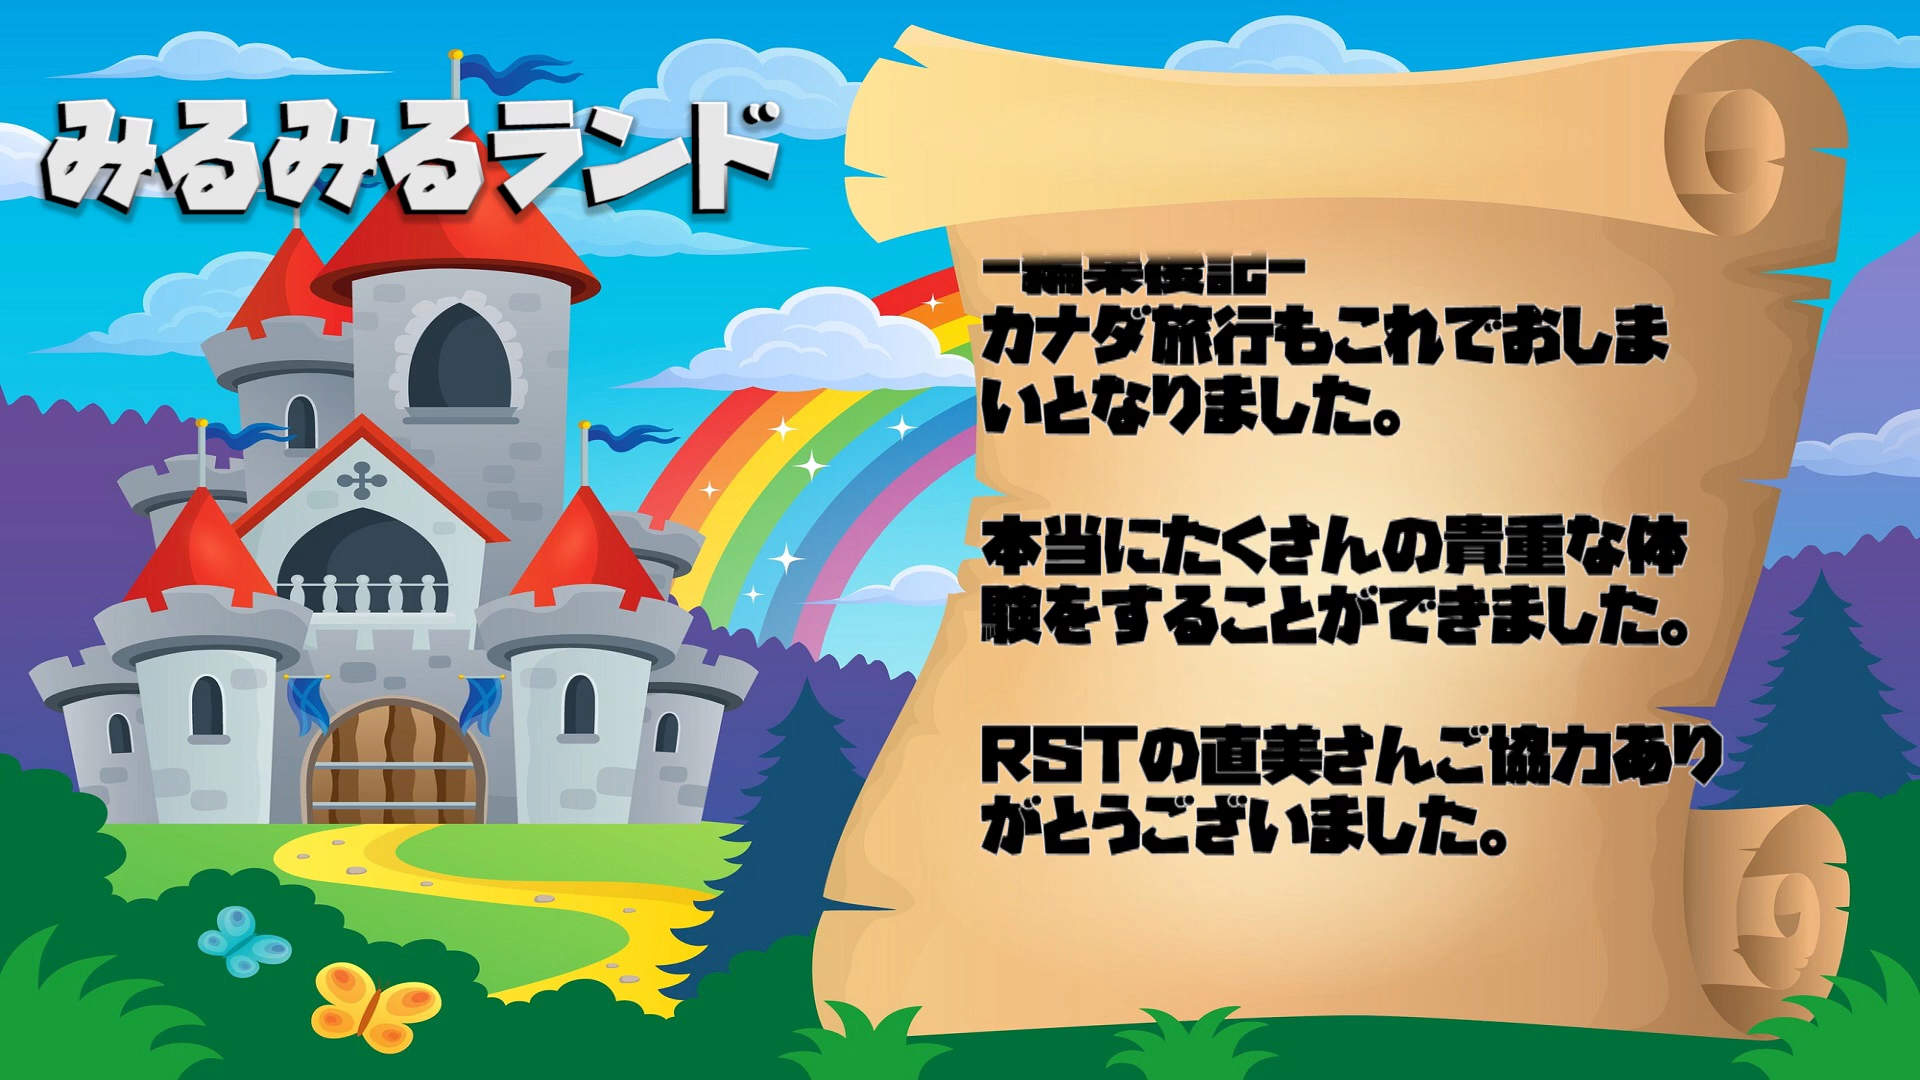 みるみるランド
ー編集後記ー
カナダ旅行もこれでおしま
いとなりました。
本当にたくさんの貴重な体
験をすることができました。
RSTの直美さんご協力あり
がとうございました。